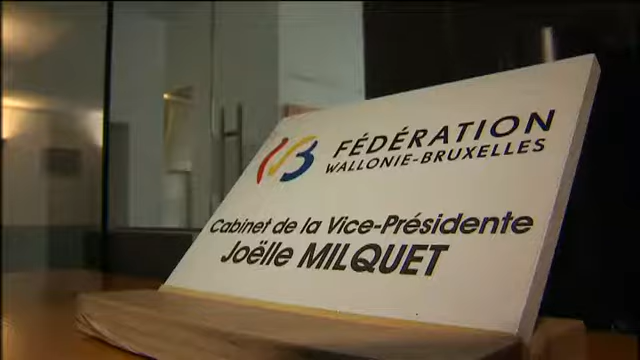 FÉDÉRATION
WALLONIE-BRUXELLES
Cabinet de la Vice-Présidente
Joëlle MILQUET